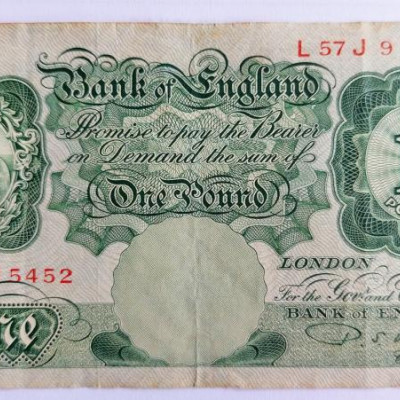 L 57 J 9
Bank of England
Promise to pay the Bearer
on Demand the sum of
One Pound
5452
LONDON
For the Govr. and
BANK OF EN